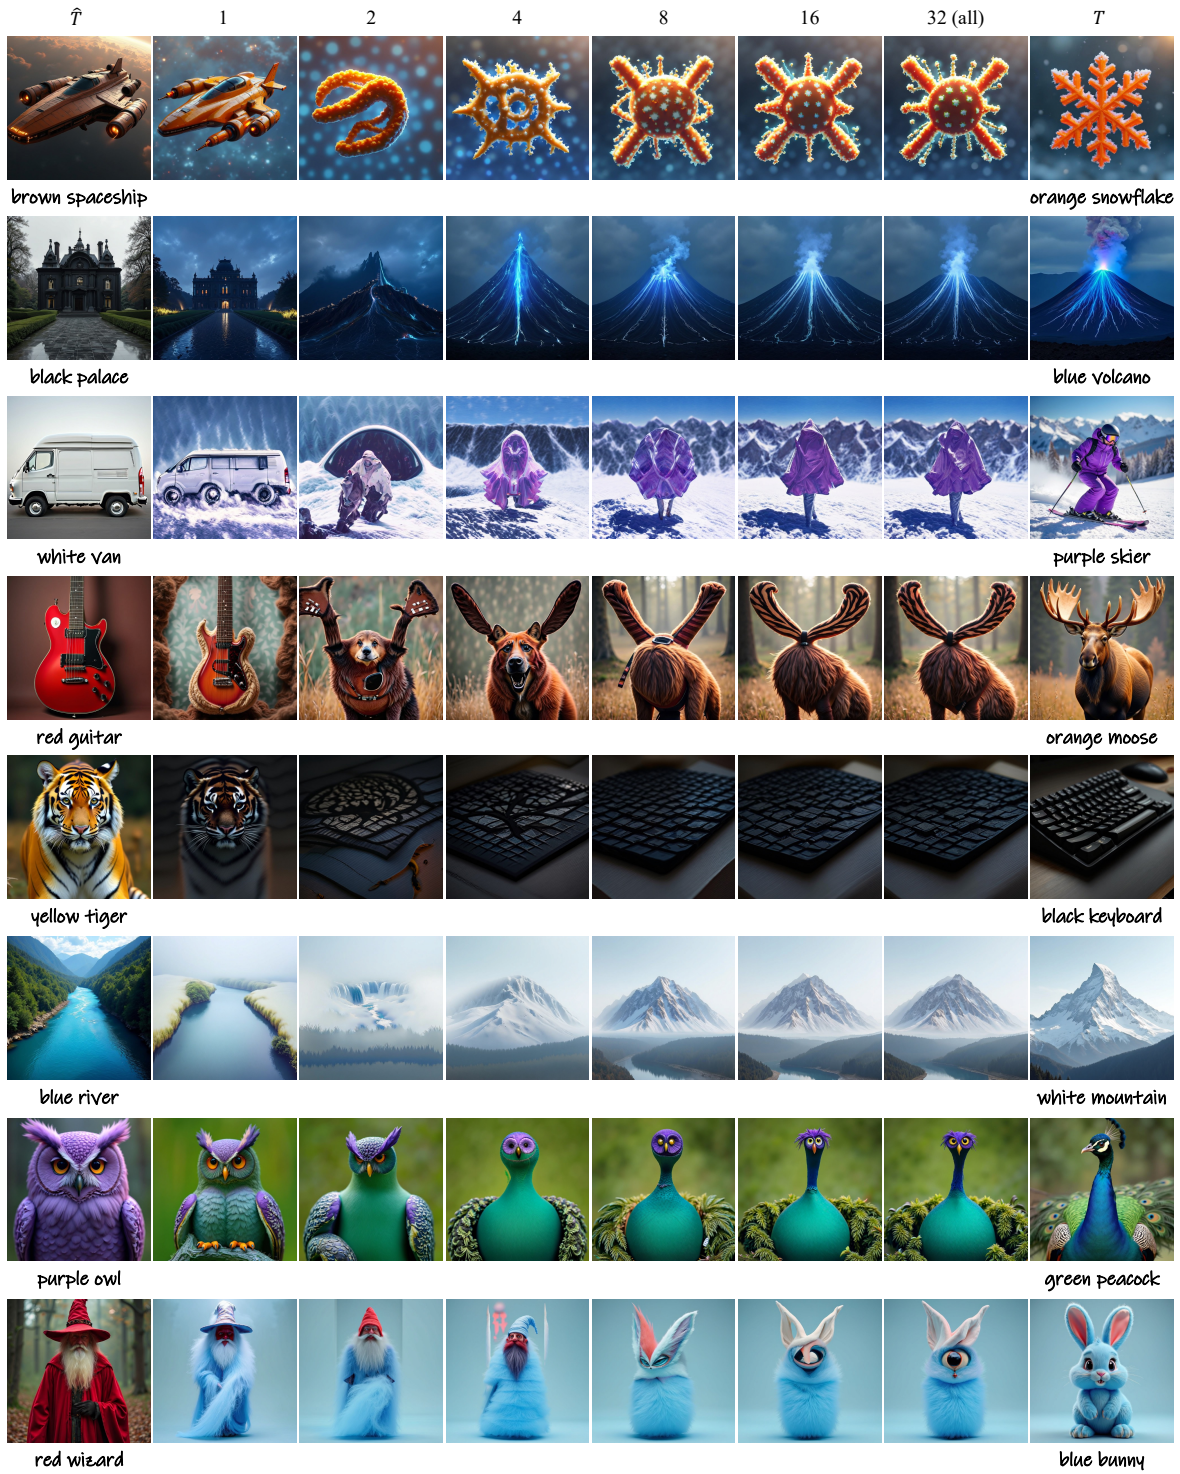 T̂ 1 2 4 8 16 32 (all) T
brown spaceship orange snowflake
black palace blue volcano
white van purple skier
red guitar orange moose
yellow tiger black keyboard
blue river white mountain
purple owl green peacock
red wizard blue bunny